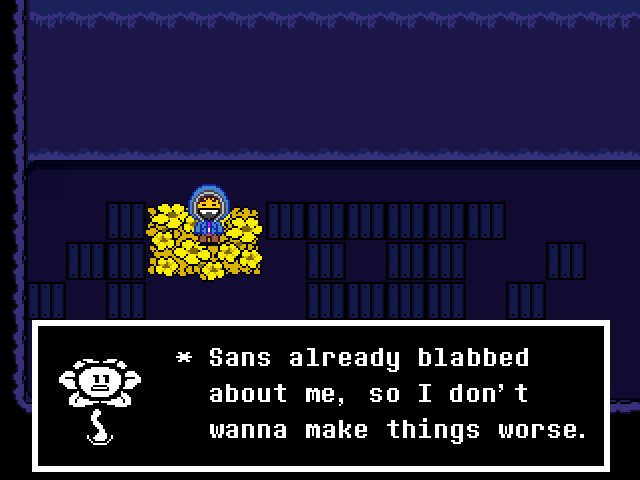 * Sans already blabbed
about me, so I don't
wanna make things worse.